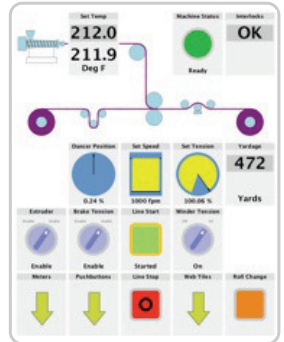 Set Temp
Machine Status
Interlocks
212.0
211.9
Deg F
Ready
OK
Dancer Position
Set Speed
Set Tension
Yardage
472
Yards
0.24 %
1000 fpm
100.06 %
Extruder
Brake Tension
Line Start
Winder Tension
Enable
Enable
Started
On
Meters
Pushbuttons
Line Stop
Web Tiles
Roll Change